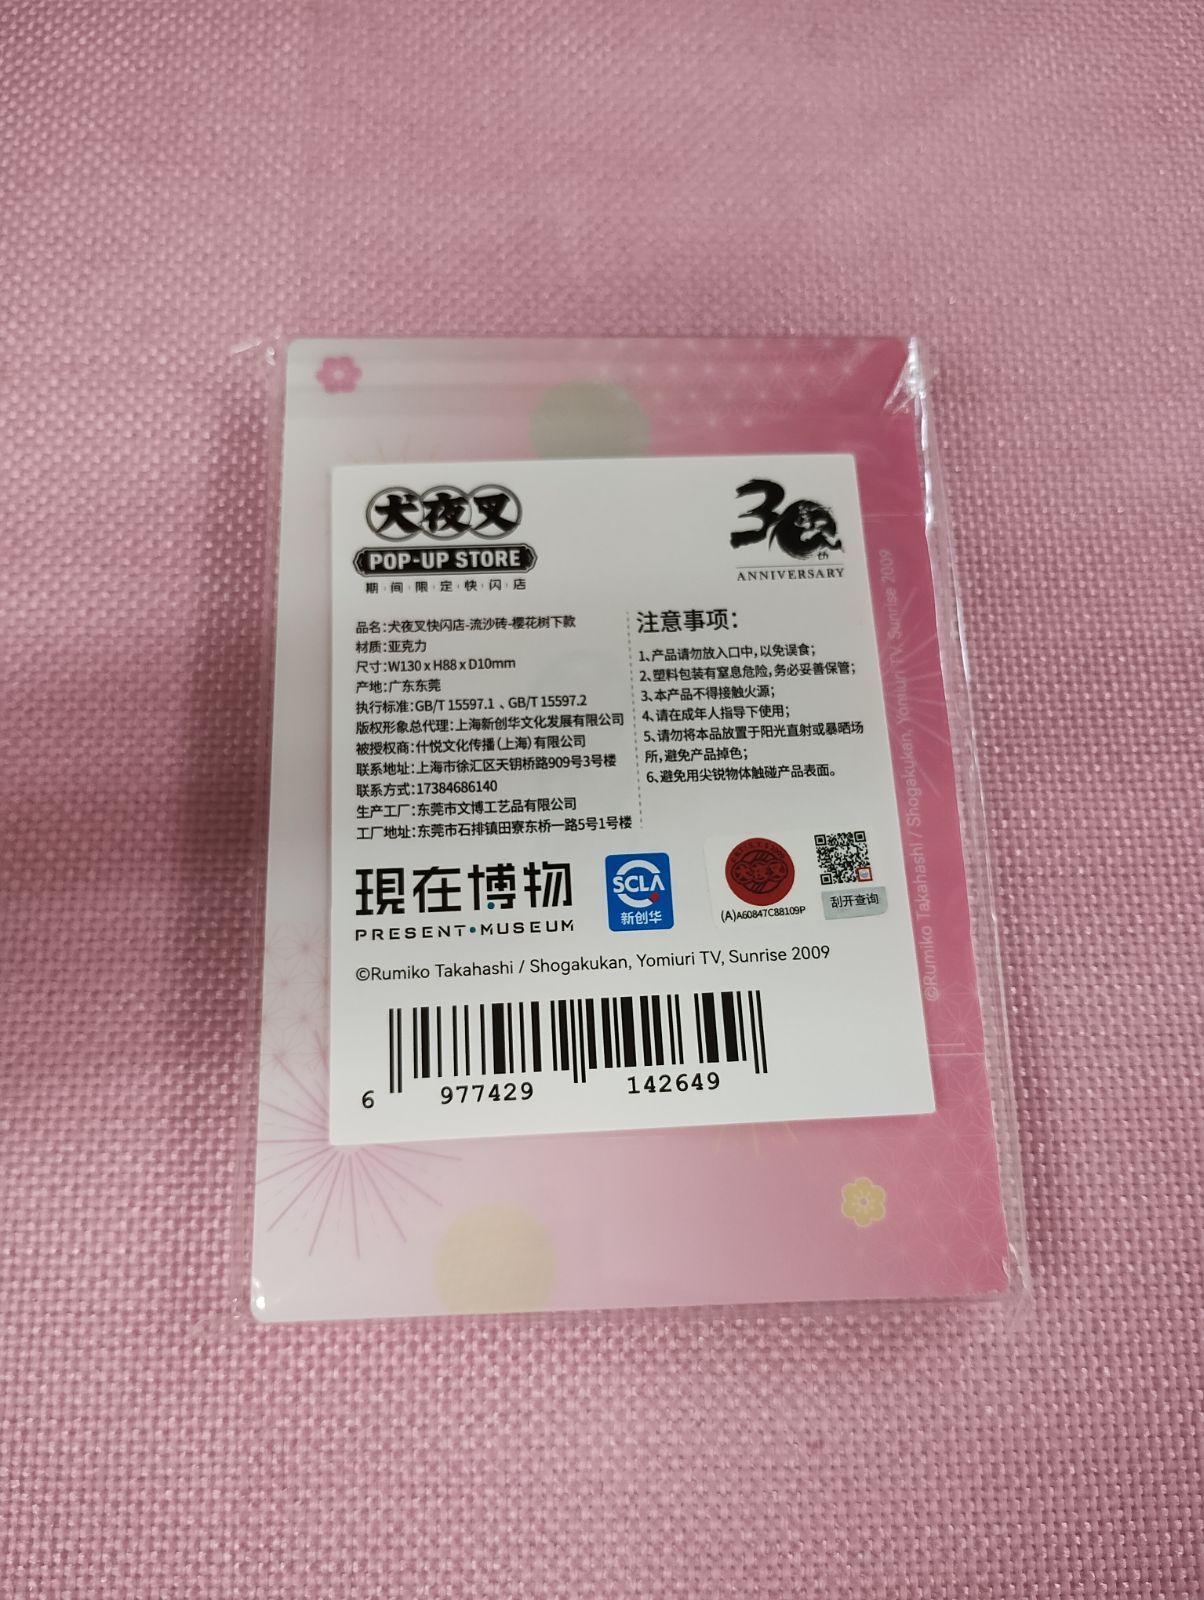 犬夜叉
POP-UP STORE
期·间·限·定·快·闪·店
30
th
ANNIVERSARY
品名:犬夜叉快闪店-流沙砖-樱花树下款
材质:亚克力
尺寸:W130 x H88 x D10mm
产地:广东东莞
执行标准:GB/T 15597.1 、GB/T 15597.2
版权形象总代理:上海新创华文化发展有限公司
被授权商:什悦文化传播(上海)有限公司
联系地址:上海市徐汇区天钥桥路909号3号楼
联系方式:17384686140
生产工厂:东莞市文博工艺品有限公司
工厂地址:东莞市石排镇田寮东桥一路5号1号楼
注意事项:
1、产品请勿放入口中,以免误食;
2、塑料包装有窒息危险,务必妥善保管;
3、本产品不得接触火源;
4、请在成年人指导下使用;
5、请勿将本品放置于阳光直射或暴晒场
所,避免产品掉色;
6、避免用尖锐物体触碰产品表面。
現在博物
PRESENT·MUSEUM
SCLA
新创华
(A)A60847C88109P
刮开查询
©Rumiko Takahashi / Shogakukan, Yomiuri TV, Sunrise 2009
6 977429 142649
©Rumiko Takahashi / Shogakukan, Yomiuri TV, Sunrise 2009